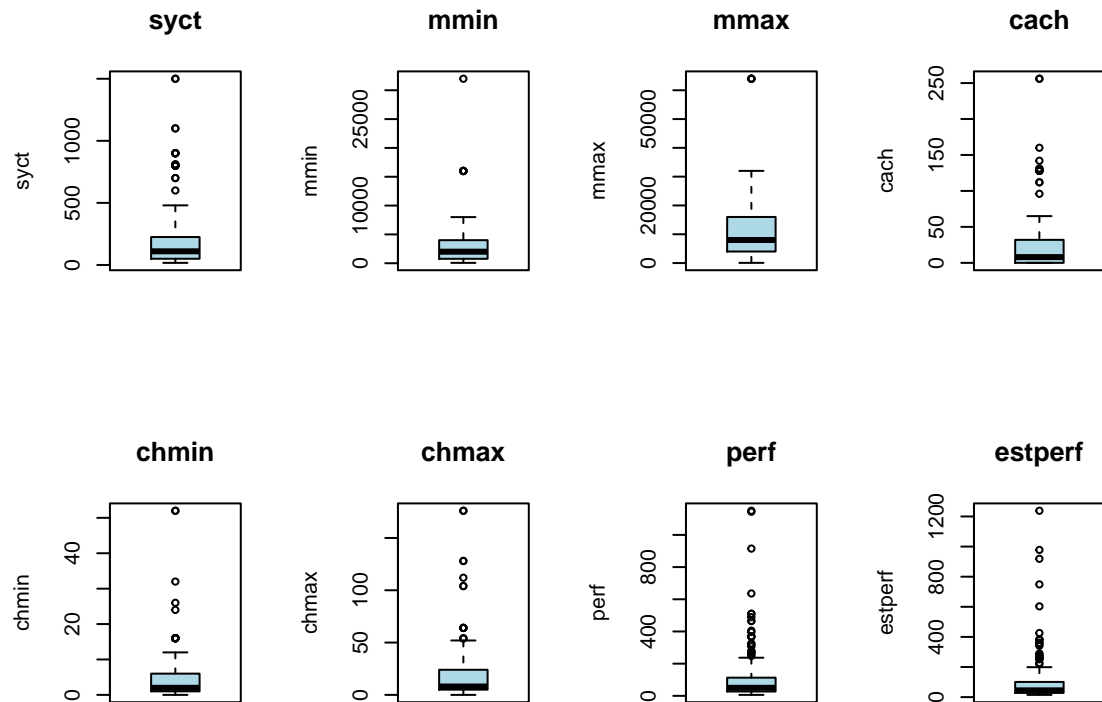 syct mmin mmax cach
syct
0 500 1000
mmin
0 10000 25000
mmax
0 20000 50000
cach
0 50 150 250
chmin chmax perf estperf
chmin
0 20 40
chmax
0 50 100
perf
0 400 800
estperf
0 400 800 1200